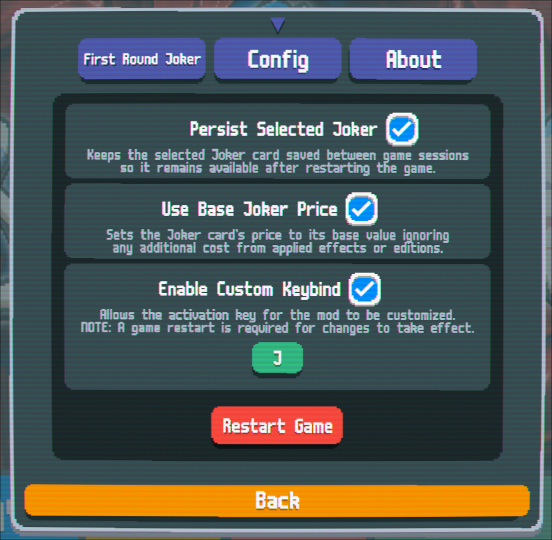 First Round Joker
Config
About
Persist Selected Joker
Keeps the selected Joker card saved between game sessions
so it remains available after restarting the game.
Use Base Joker Price
Sets the Joker card's price to its base value ignoring
any additional cost from applied effects or editions.
Enable Custom Keybind
Allows the activation key for the mod to be customized.
NOTE: A game restart is required for changes to take effect.
J
Restart Game
Back